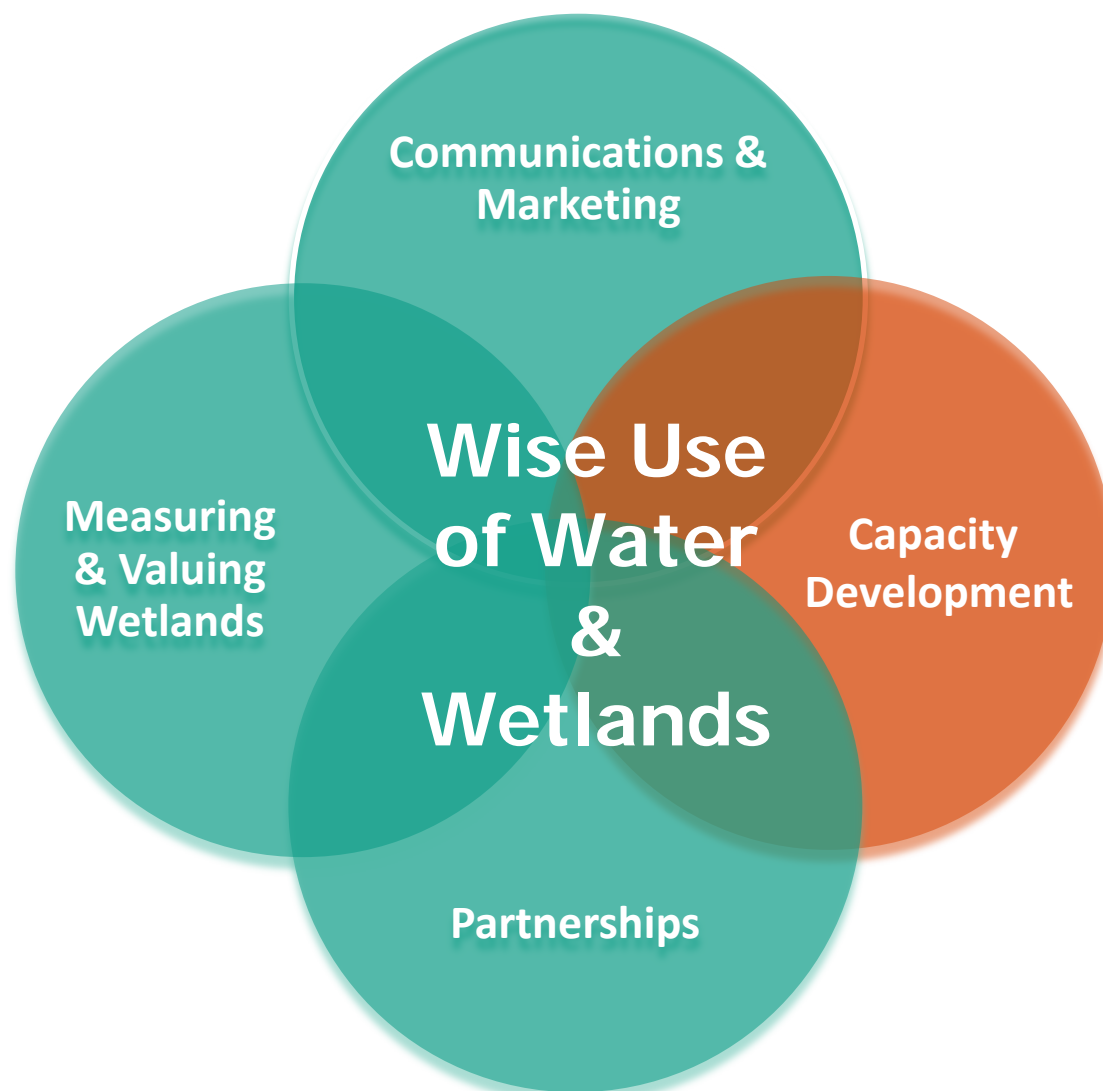 Communications &
Marketing
Measuring
& Valuing
Wetlands
Wise Use
of Water
&
Wetlands
Capacity
Development
Partnerships